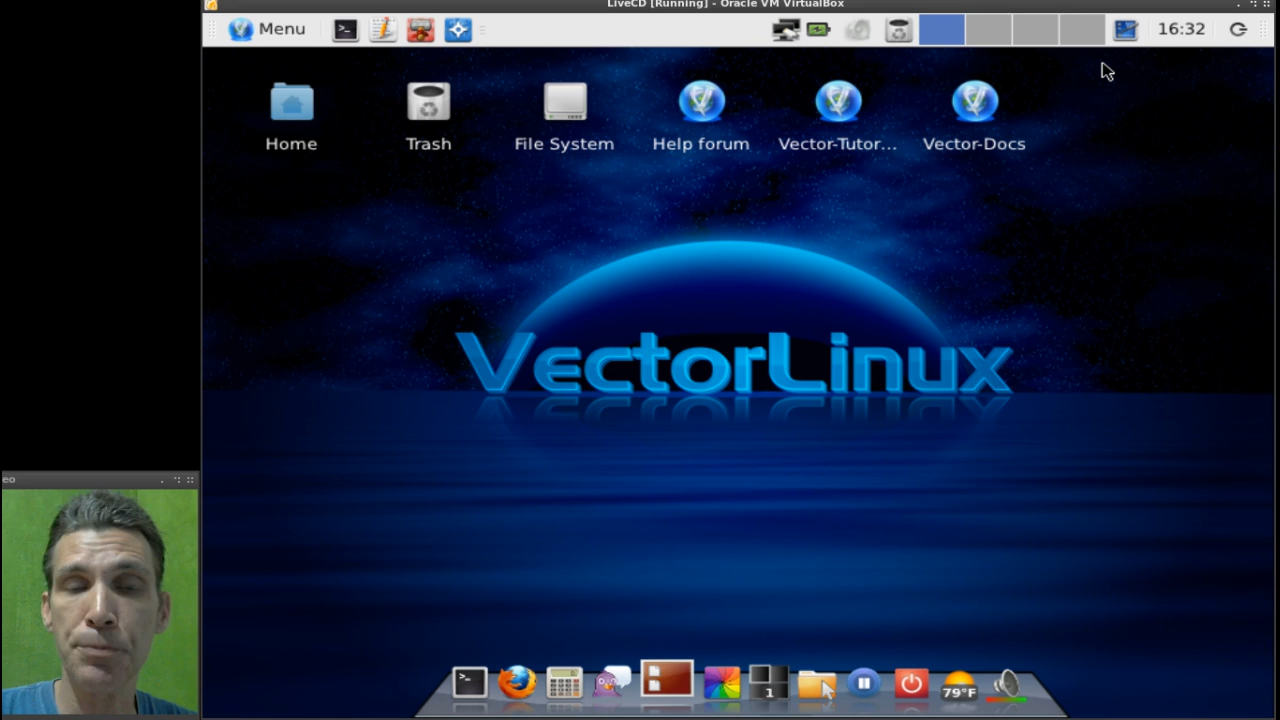 LiveCD [Running] - Oracle VM VirtualBox
Menu
16:32
Home
Trash
File System
Help forum
Vector-Tutor...
Vector-Docs
VectorLinux
eo
1
79°F